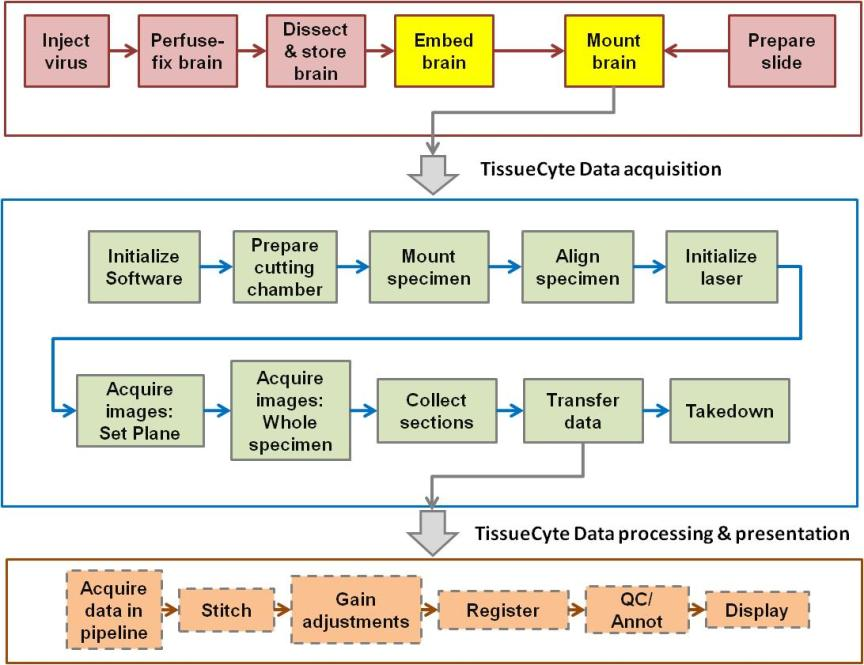 Inject
virus
Perfuse-
fix brain
Dissect
& store
brain
Embed
brain
Mount
brain
Prepare
slide
TissueCyte Data acquisition
Initialize
Software
Prepare
cutting
chamber
Mount
specimen
Align
specimen
Initialize
laser
Acquire
images:
Set Plane
Acquire
images:
Whole
specimen
Collect
sections
Transfer
data
Takedown
TissueCyte Data processing & presentation
Acquire
data in
pipeline
Stitch
Gain
adjustments
Register
QC/
Annot
Display